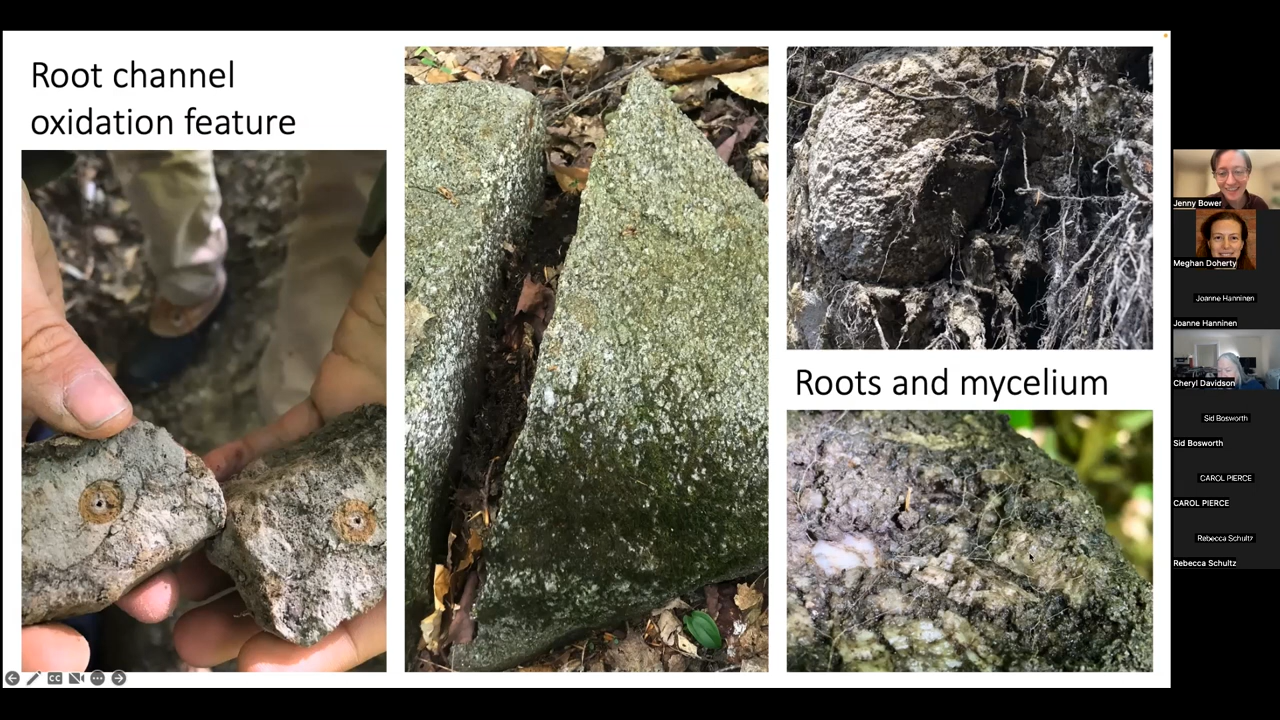 Root channel
oxidation feature
Roots and mycelium
Jenny Bower
Meghan Doherty
Joanne Hanninen
Joanne Hanninen
Cheryl Davidson
Sid Bosworth
Sid Bosworth
CAROL PIERCE
CAROL PIERCE
Rebecca Schultz
Rebecca Schultz
CC